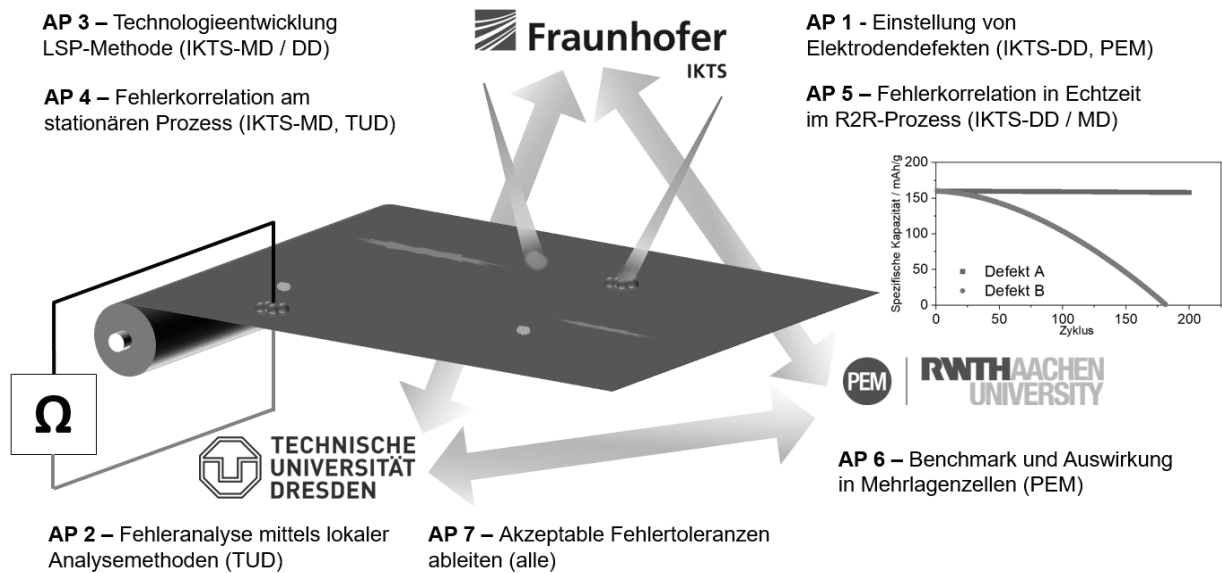 AP 3 – Technologieentwicklung
LSP-Methode (IKTS-MD / DD)
AP 4 – Fehlerkorrelation am
stationären Prozess (IKTS-MD, TUD)
Fraunhofer
IKTS
AP 1 - Einstellung von
Elektrodendefekten (IKTS-DD, PEM)
AP 5 – Fehlerkorrelation in Echtzeit
im R2R-Prozess (IKTS-DD / MD)
Spezifische Kapazität / mAh/g
200
150
100
50
0
Defekt A
Defekt B
0 50 100 150 200
Zyklus
Ω
PEM
RWTHAACHEN
UNIVERSITY
TECHNISCHE
UNIVERSITÄT
DRESDEN
AP 6 – Benchmark und Auswirkung
in Mehrlagenzellen (PEM)
AP 2 – Fehleranalyse mittels lokaler
Analysemethoden (TUD)
AP 7 – Akzeptable Fehlertoleranzen
ableiten (alle)